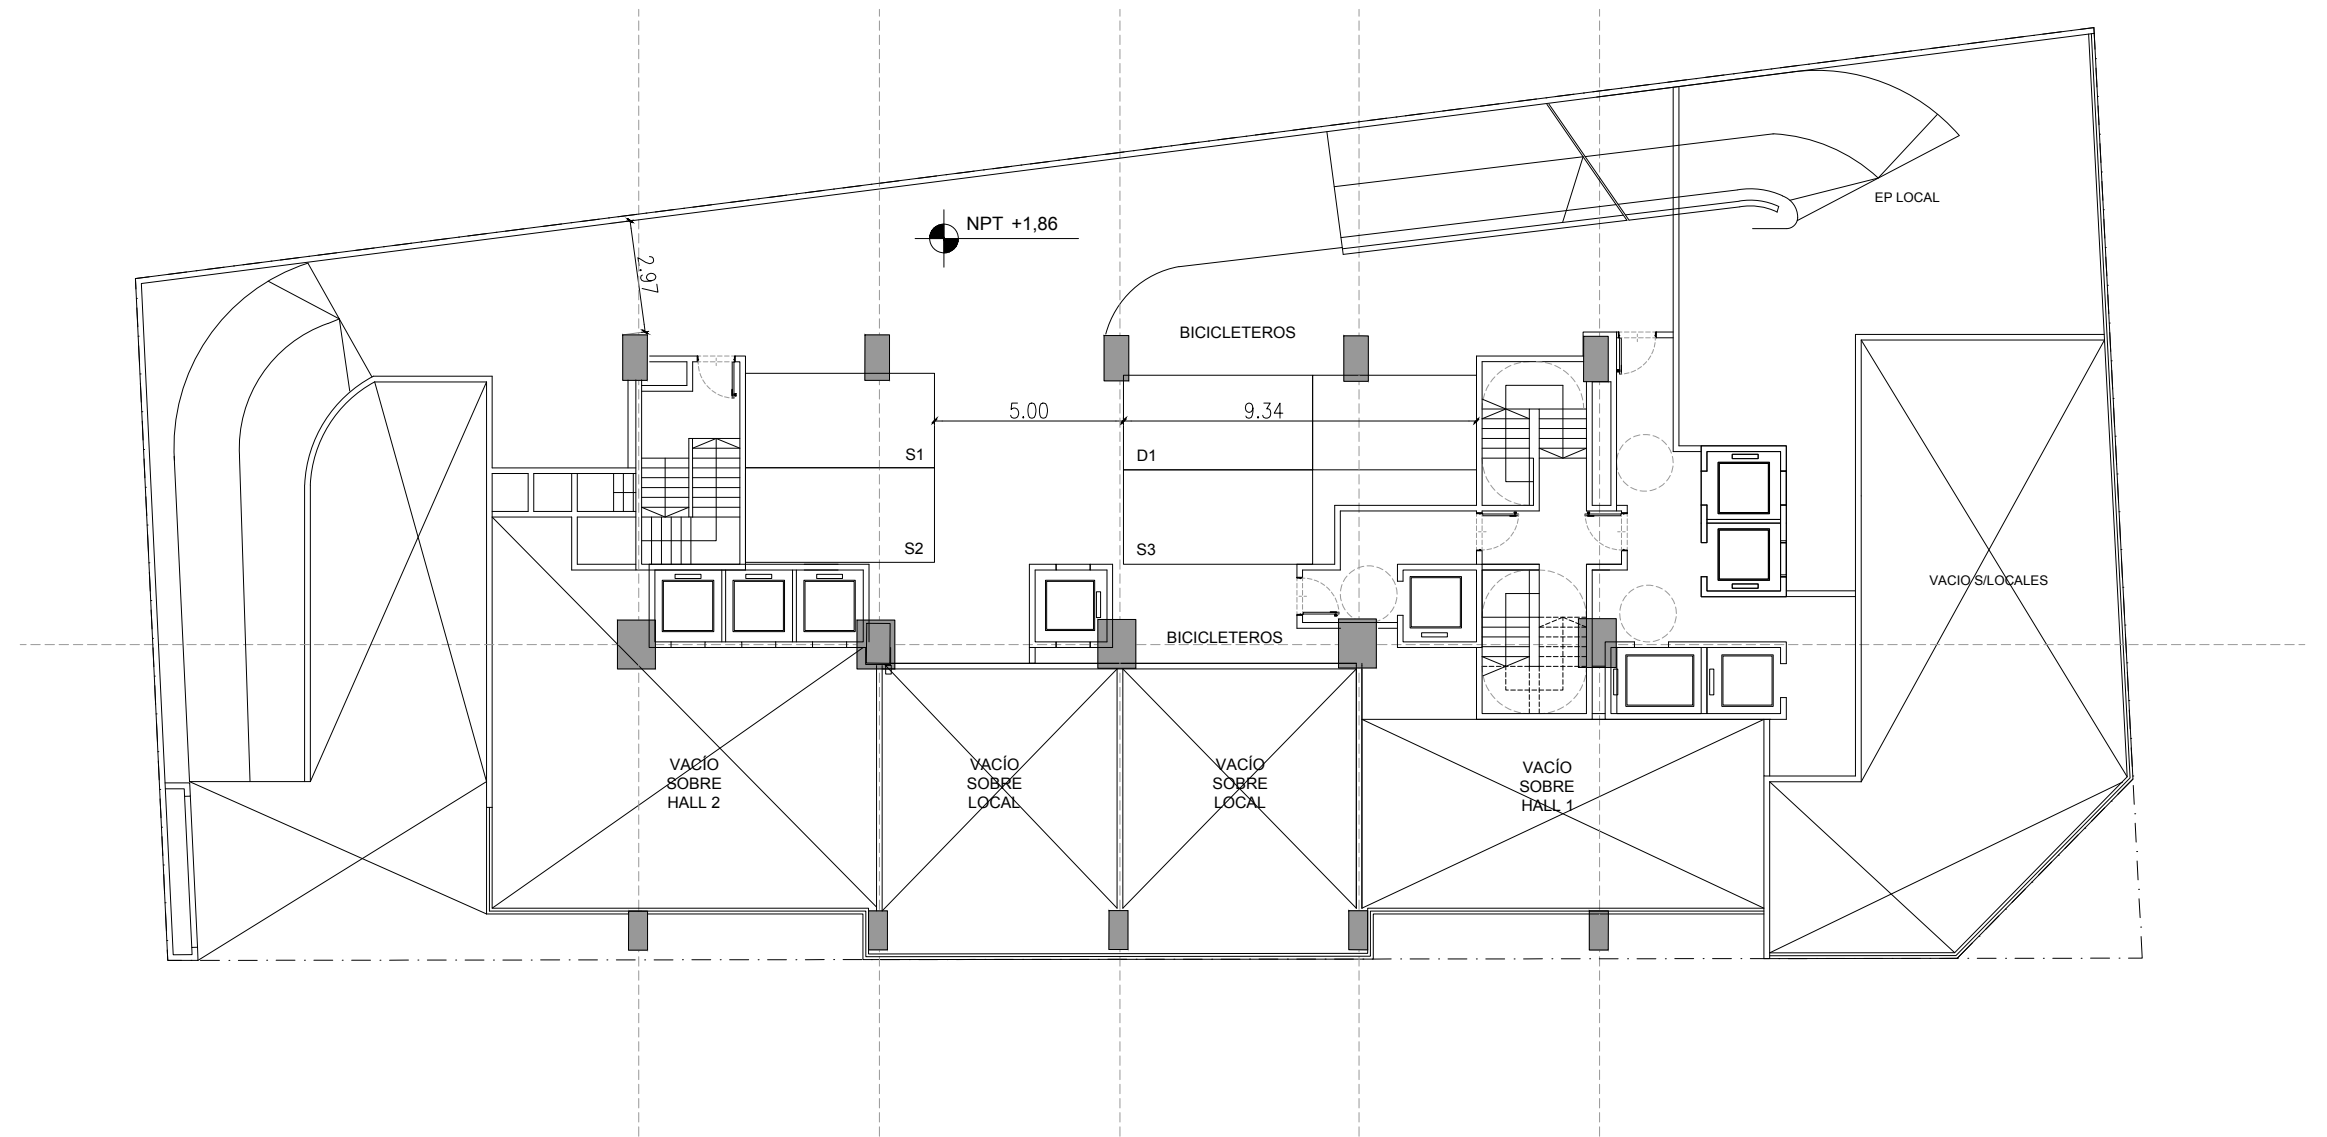 EP LOCAL
NPT +1,86
2.97
BICICLETEROS
5.00
9.34
S1
D1
S2
S3
VACIO S/LOCALES
BICICLETEROS
VACÍO
SOBRE
HALL 2
VACÍO
SOBRE
LOCAL
VACÍO
SOBRE
LOCAL
VACÍO
SOBRE
HALL 1